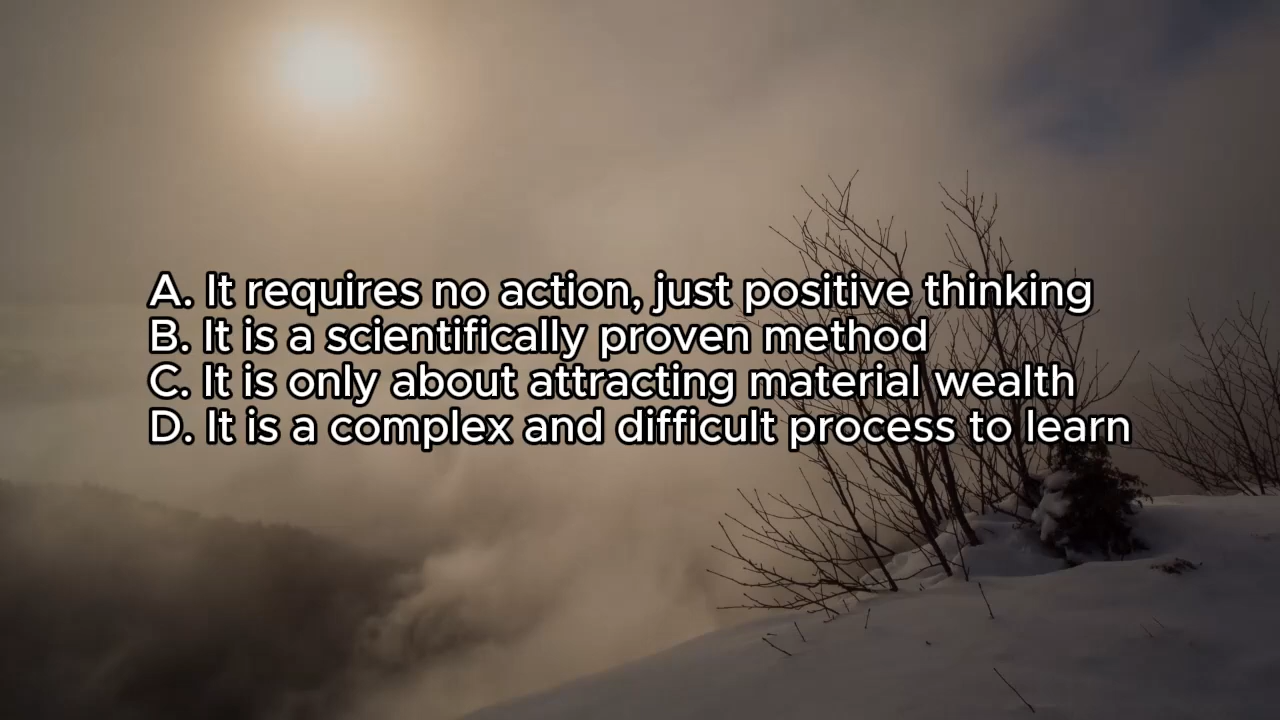 A. It requires no action, just positive thinking
B. It is a scientifically proven method
C. It is only about attracting material wealth
D. It is a complex and difficult process to learn